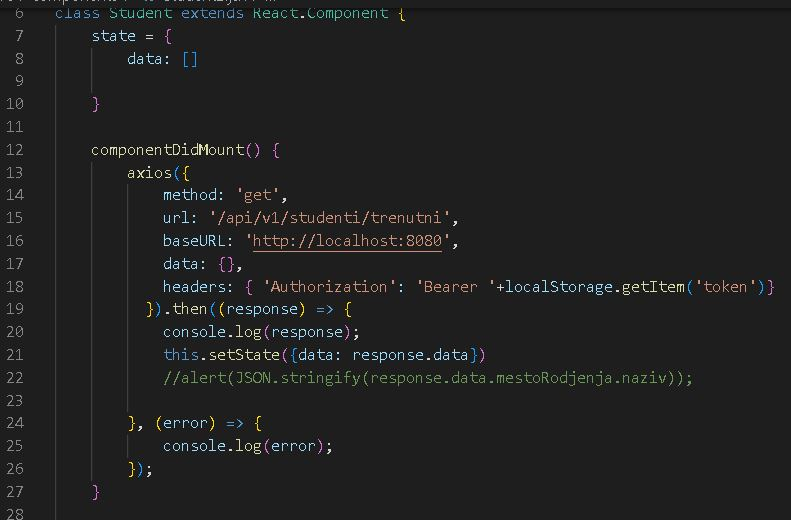 6 class Student extends React.Component {
7 state = {
8 data: []
9
10 }
11
12 componentDidMount() {
13 axios({
14 method: 'get',
15 url: '/api/v1/studenti/trenutni',
16 baseURL: 'http://localhost:8080',
17 data: {},
18 headers: { 'Authorization': 'Bearer '+localStorage.getItem('token')}
19 }).then((response) => {
20 console.log(response);
21 this.setState({data: response.data})
22 //alert(JSON.stringify(response.data.mestoRodjenja.naziv));
23
24 }, (error) => {
25 console.log(error);
26 });
27 }
28